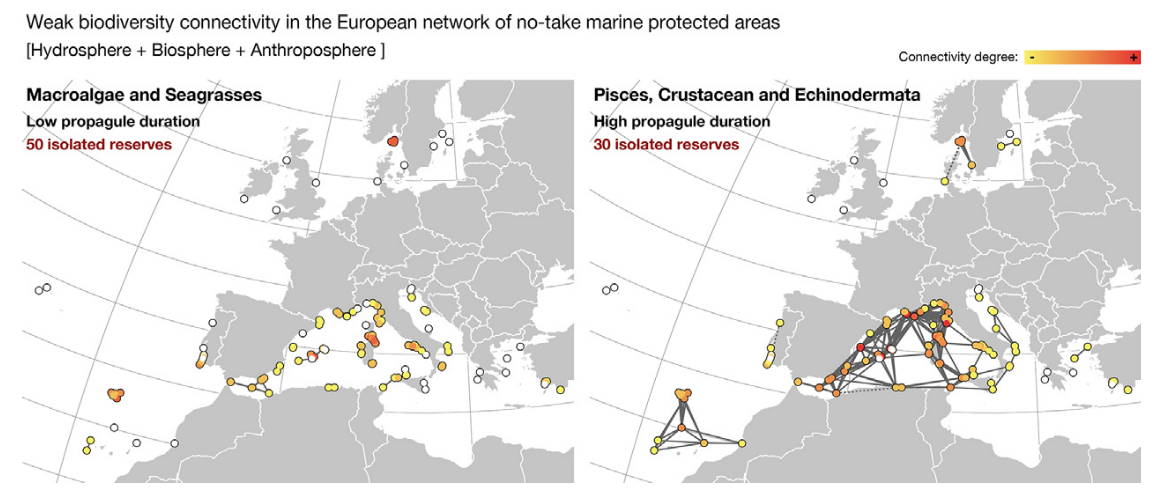 Weak biodiversity connectivity in the European network of no-take marine protected areas
[Hydrosphere + Biosphere + Anthroposphere ]
Connectivity degree: - +
Macroalgae and Seagrasses
Low propagule duration
50 isolated reserves
Pisces, Crustacean and Echinodermata
High propagule duration
30 isolated reserves